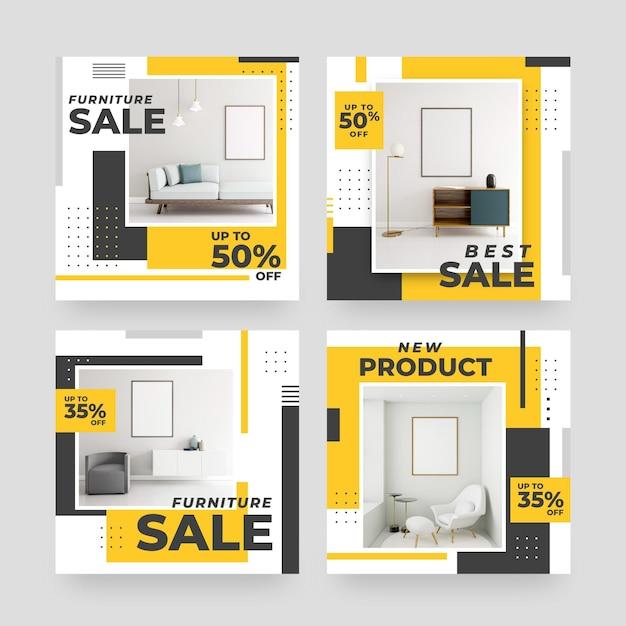 FURNITURE
SALE
UP TO
50% OFF
UP TO
50% OFF
BEST
SALE
UP TO
35% OFF
FURNITURE
SALE
NEW
PRODUCT
UP TO
35% OFF